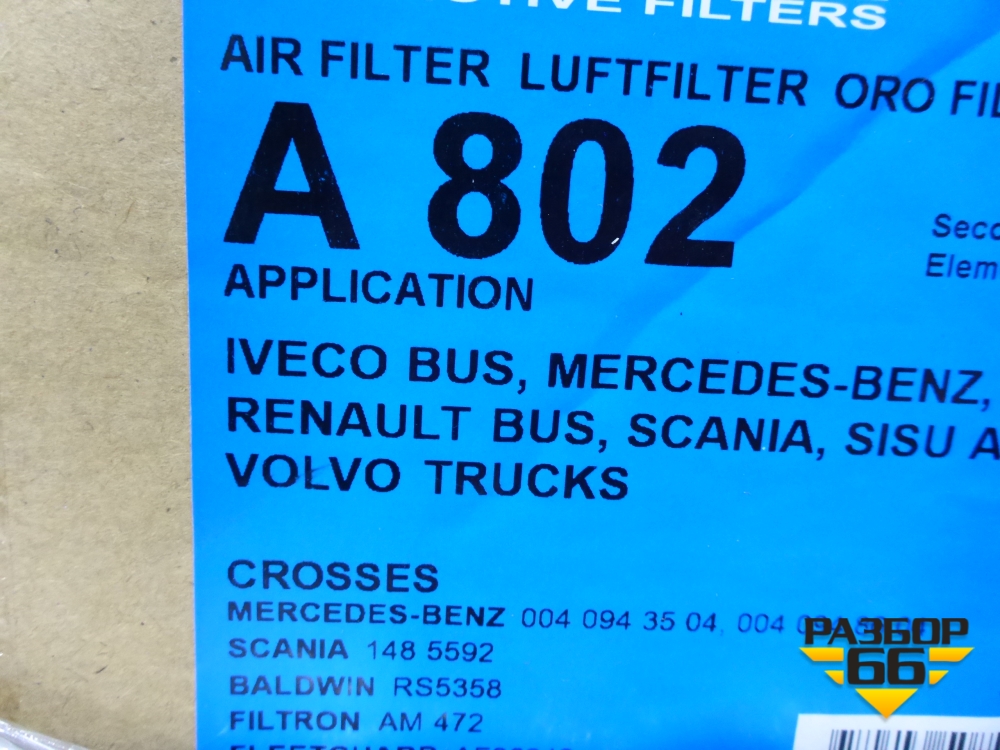 FILTERS
AIR FILTER LUFTFILTER ORO
A 802
APPLICATION
IVECO BUS, MERCEDES-BENZ,
RENAULT BUS, SCANIA, SISU
VOLVO TRUCKS
CROSSES
MERCEDES-BENZ 004 094 35 04, 004
SCANIA 148 5592
BALDWIN RS5358
FILTRON AM 472
РАЗБОР
66